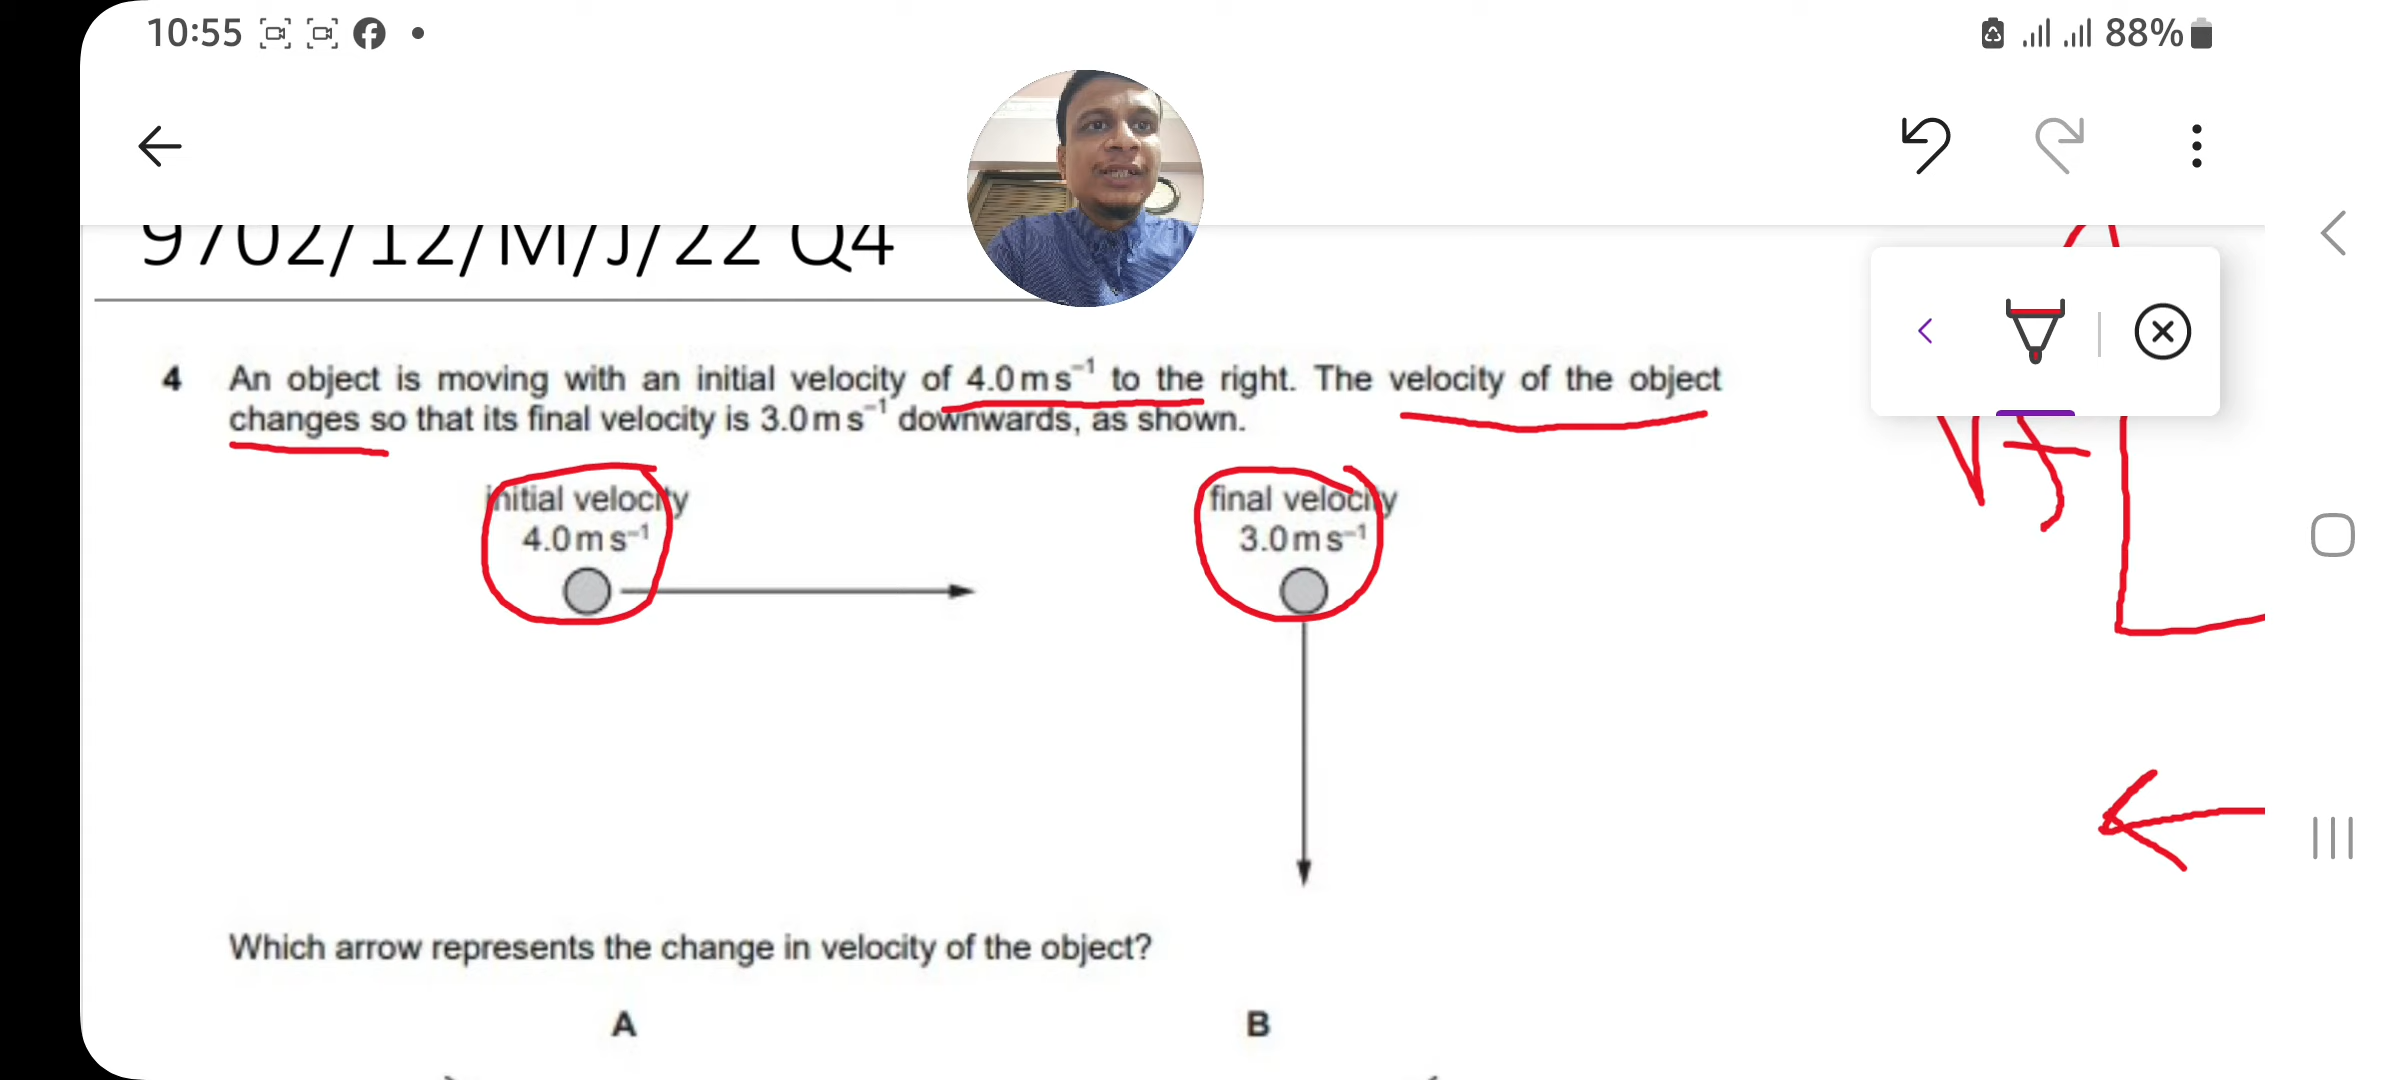 10:55
88%
9702/12/M/J/22 Q4
4 An object is moving with an initial velocity of 4.0 m s⁻¹ to the right. The velocity of the object
changes so that its final velocity is 3.0 m s⁻¹ downwards, as shown.
initial velocity
4.0 m s⁻¹
final velocity
3.0 m s⁻¹
Which arrow represents the change in velocity of the object?
A
B